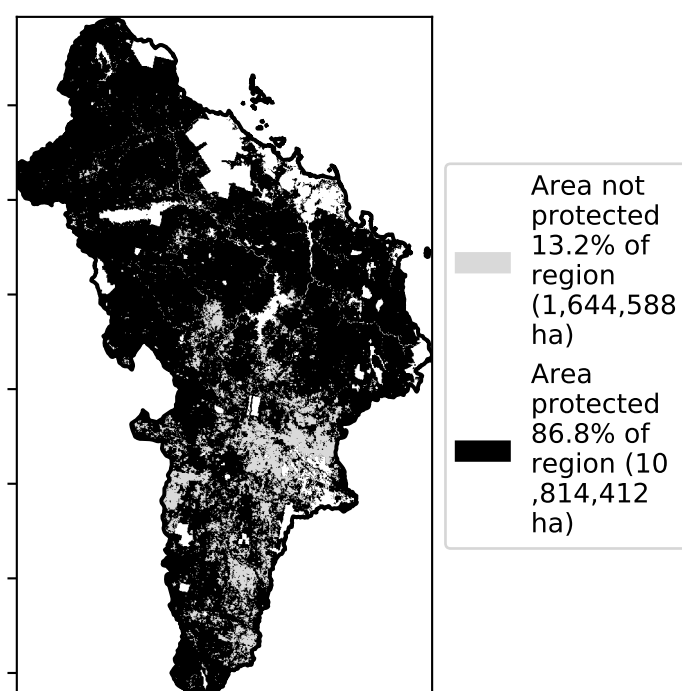 Area not
protected
13.2% of
region
(1,644,588
ha)
Area
protected
86.8% of
region (10
,814,412
ha)